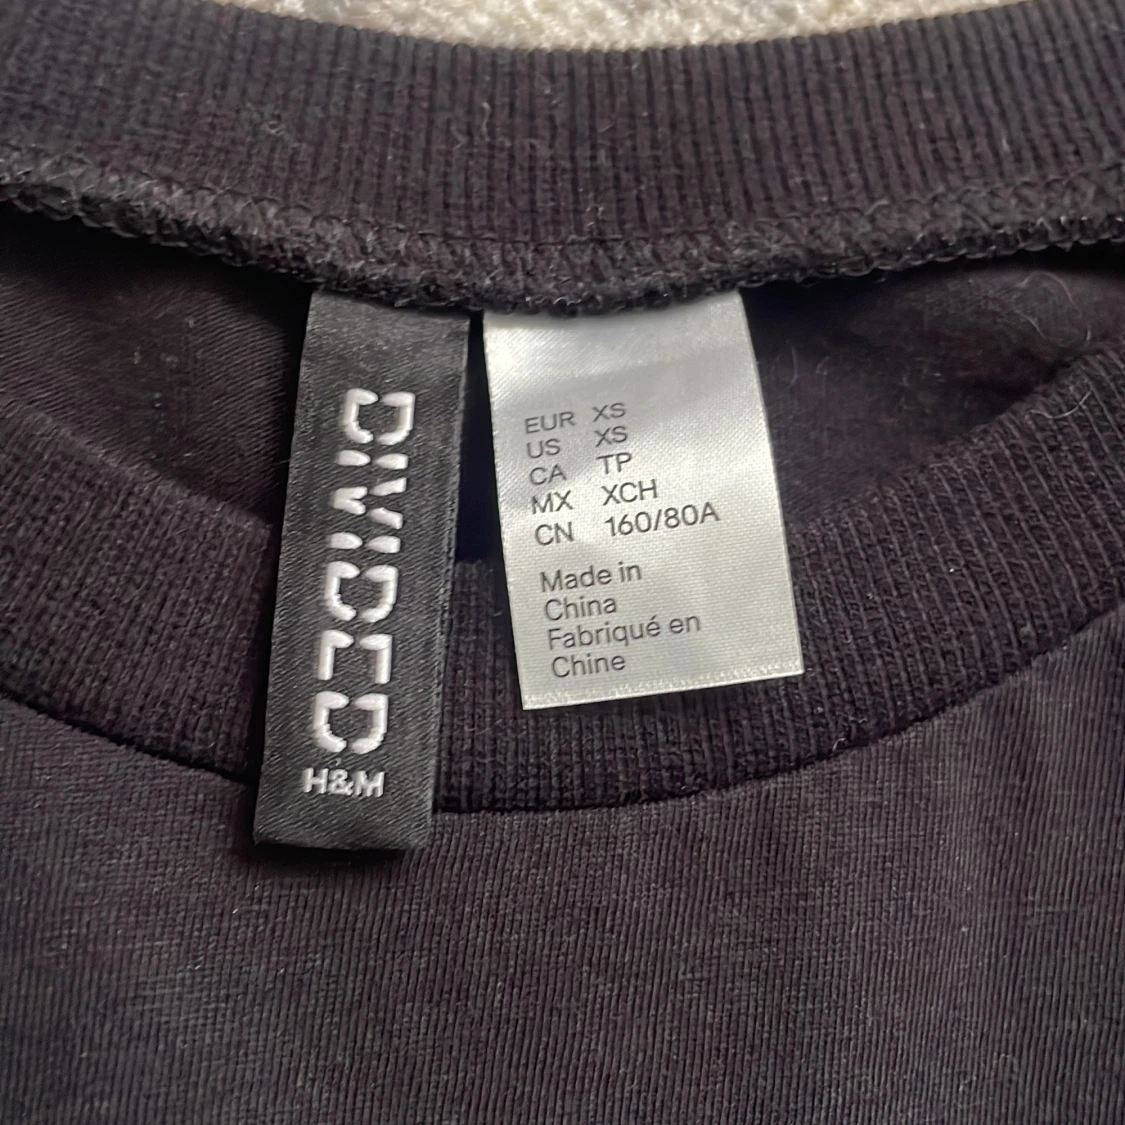 DIVIDED
H&M
EUR XS
US XS
CA TP
MX XCH
CN 160/80A
Made in
China
Fabriqué en
Chine